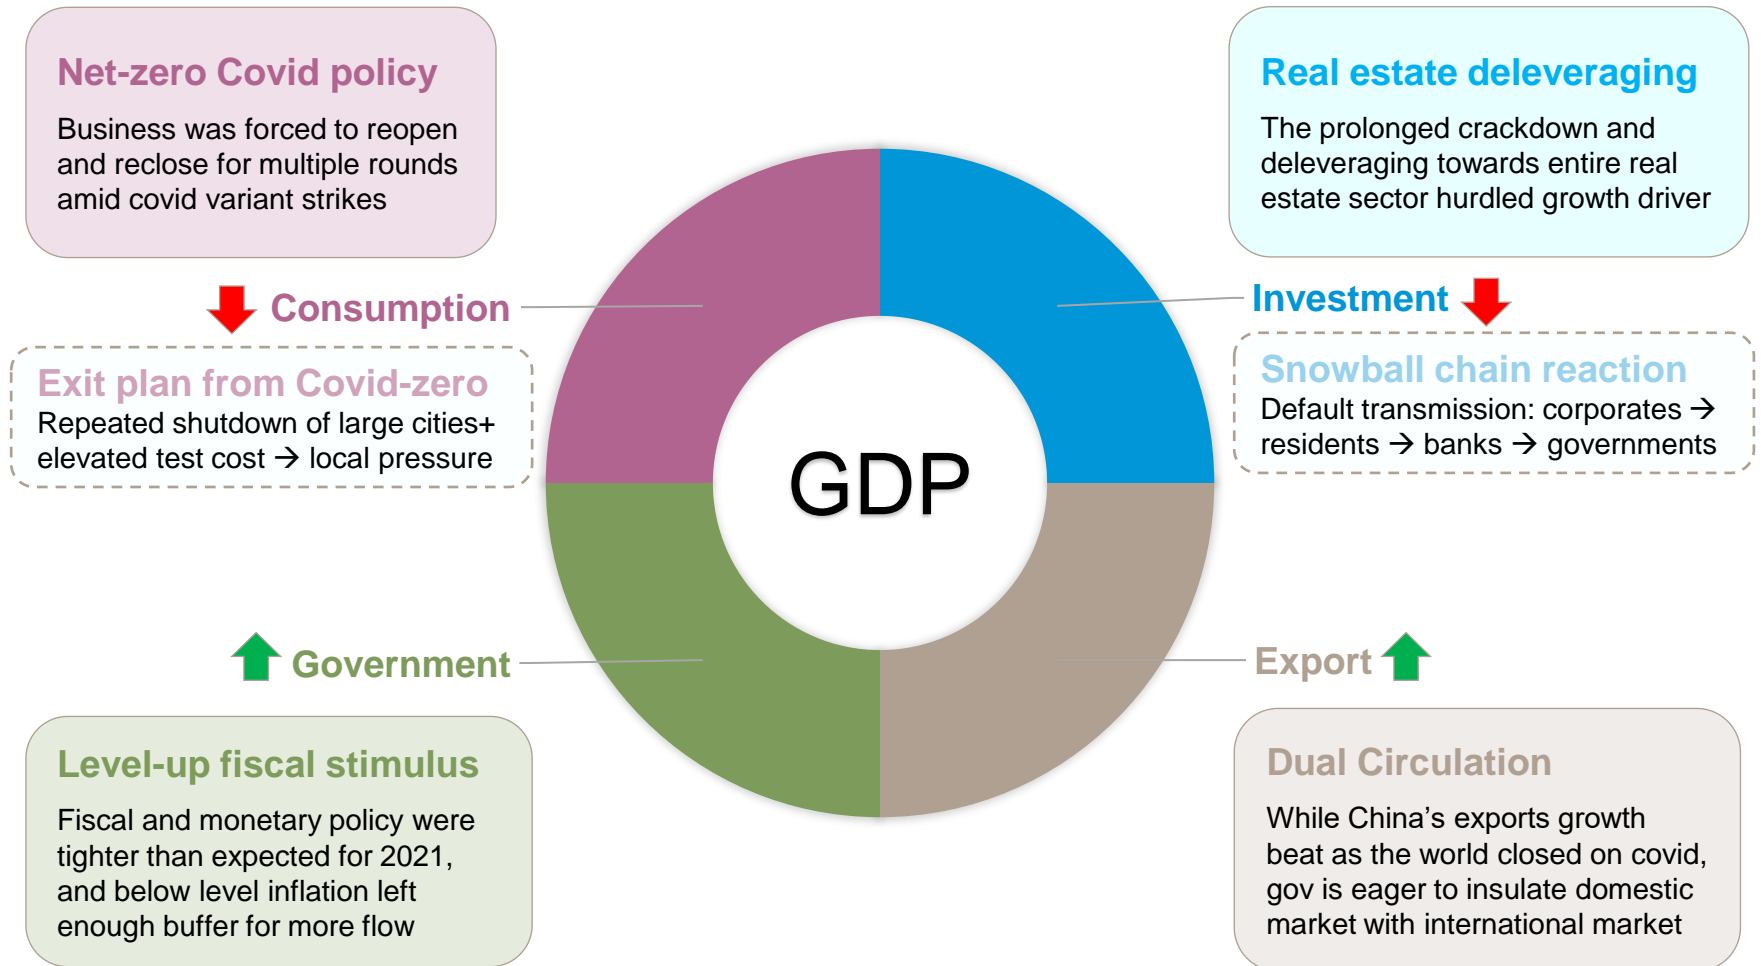 Net-zero Covid policy
Business was forced to reopen
and reclose for multiple rounds
amid covid variant strikes
Consumption
Exit plan from Covid-zero
Repeated shutdown of large cities+
elevated test cost → local pressure
Real estate deleveraging
The prolonged crackdown and
deleveraging towards entire real
estate sector hurdled growth driver
Investment
Snowball chain reaction
Default transmission: corporates →
residents → banks → governments
GDP
Government
Level-up fiscal stimulus
Fiscal and monetary policy were
tighter than expected for 2021,
and below level inflation left
enough buffer for more flow
Export
Dual Circulation
While China’s exports growth
beat as the world closed on covid,
gov is eager to insulate domestic
market with international market